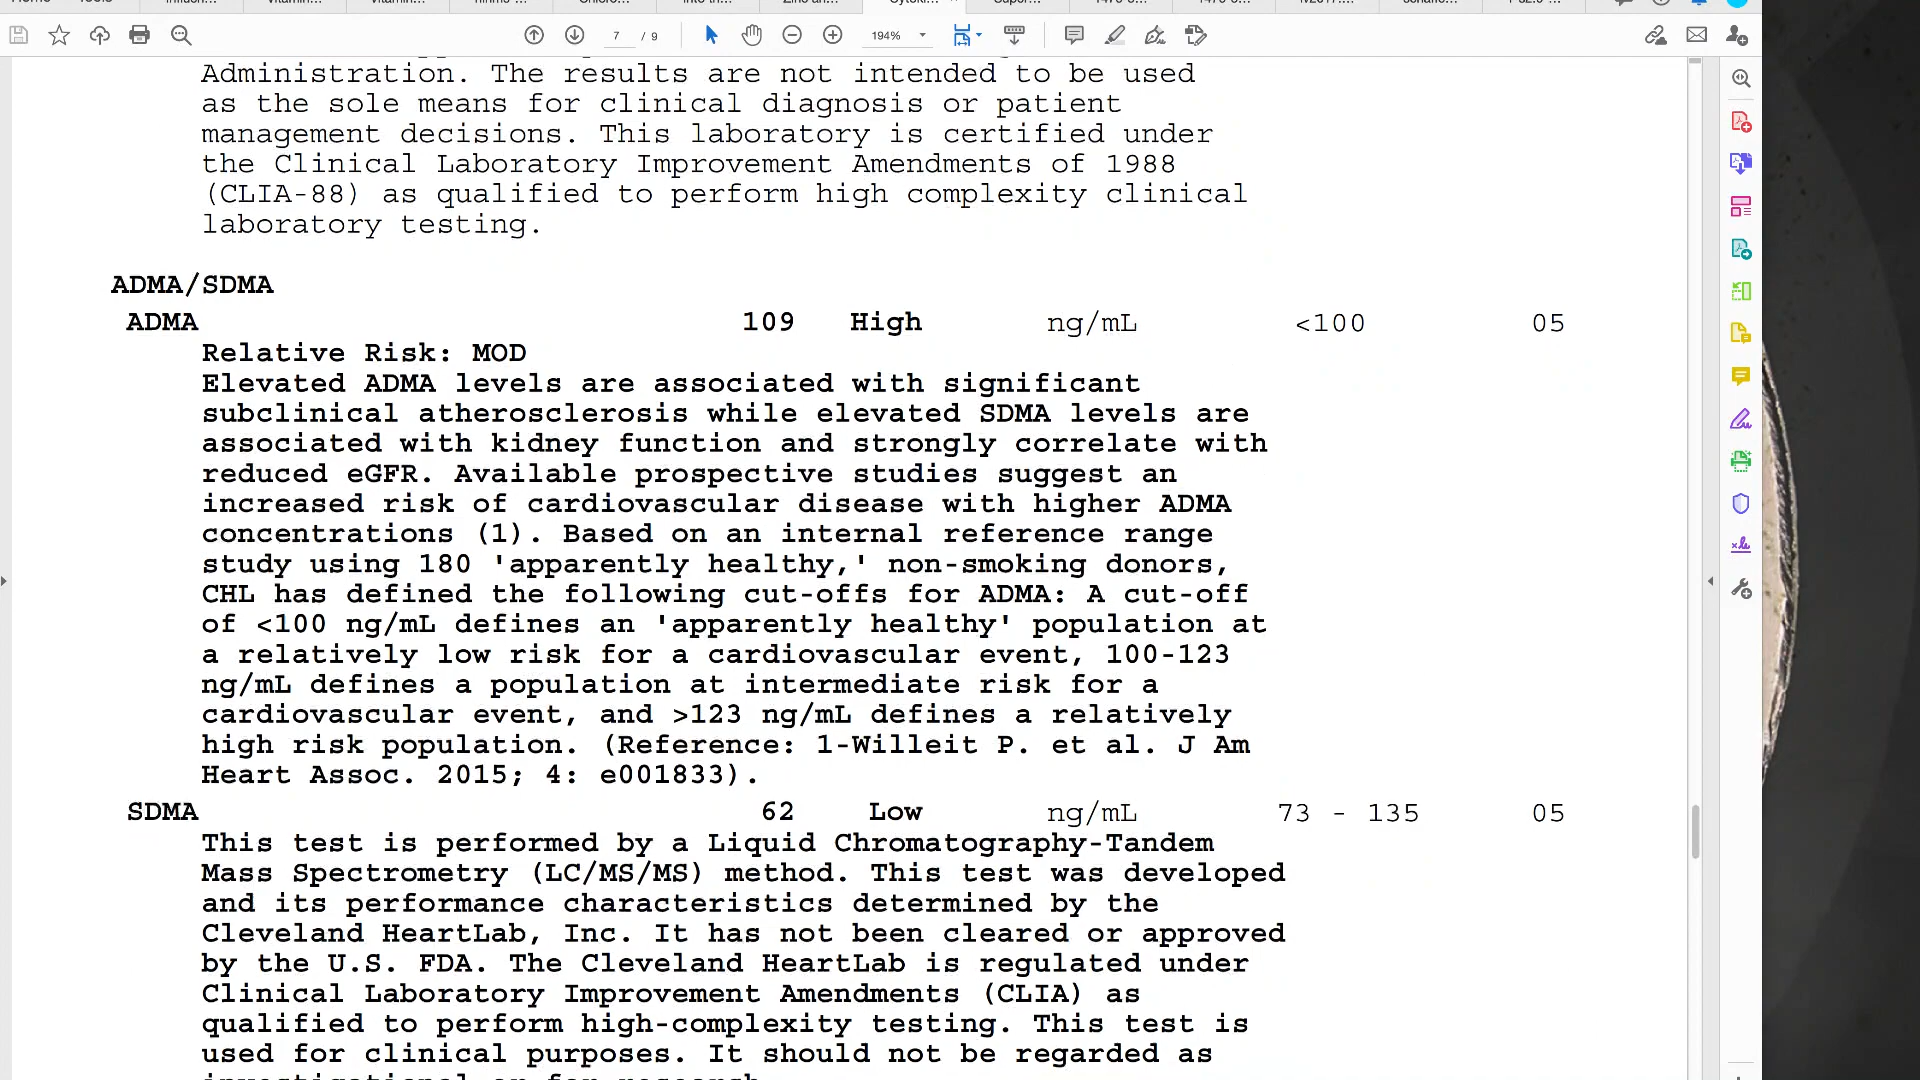 7 / 9
194%
Administration. The results are not intended to be used
as the sole means for clinical diagnosis or patient
management decisions. This laboratory is certified under
the Clinical Laboratory Improvement Amendments of 1988
(CLIA-88) as qualified to perform high complexity clinical
laboratory testing.
ADMA/SDMA
ADMA 109 High ng/mL <100 05
Relative Risk: MOD
Elevated ADMA levels are associated with significant
subclinical atherosclerosis while elevated SDMA levels are
associated with kidney function and strongly correlate with
reduced eGFR. Available prospective studies suggest an
increased risk of cardiovascular disease with higher ADMA
concentrations (1). Based on an internal reference range
study using 180 'apparently healthy,' non-smoking donors,
CHL has defined the following cut-offs for ADMA: A cut-off
of <100 ng/mL defines an 'apparently healthy' population at
a relatively low risk for a cardiovascular event, 100-123
ng/mL defines a population at intermediate risk for a
cardiovascular event, and >123 ng/mL defines a relatively
high risk population. (Reference: 1-Willeit P. et al. J Am
Heart Assoc. 2015; 4: e001833).
SDMA 62 Low ng/mL 73 - 135 05
This test is performed by a Liquid Chromatography-Tandem
Mass Spectrometry (LC/MS/MS) method. This test was developed
and its performance characteristics determined by the
Cleveland HeartLab, Inc. It has not been cleared or approved
by the U.S. FDA. The Cleveland HeartLab is regulated under
Clinical Laboratory Improvement Amendments (CLIA) as
qualified to perform high-complexity testing. This test is
used for clinical purposes. It should not be regarded as